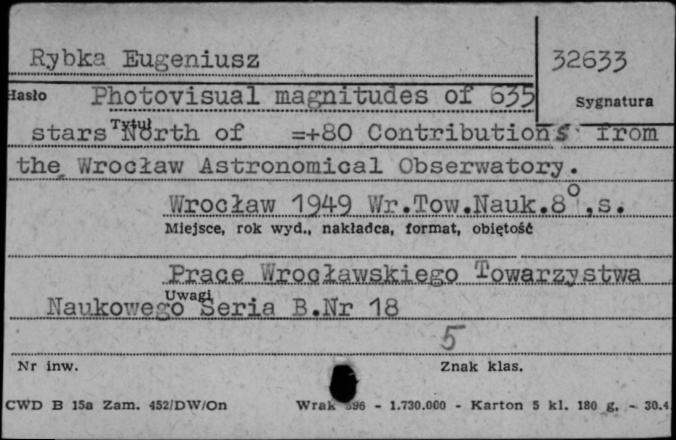 Rybka Eugeniusz
32633
Hasło Photovisual magnitudes of 635
Sygnatura
stars Tytuł North of =+80 Contributions from
the Wrocław Astronomical Obserwatory.
Wrocław 1949 Wr.Tow.Nauk.8°,s.
Miejsce, rok wyd., nakładca, format, objętość
Prace Wrocławskiego Towarzystwa
Uwagi
Naukowego Seria B.Nr 18
5
Nr inw. Znak klas.
CWD B 15a Zam. 452/DW/On Wrak 96 - 1.730.000 - Karton 5 kl. 180 g. - 30.4